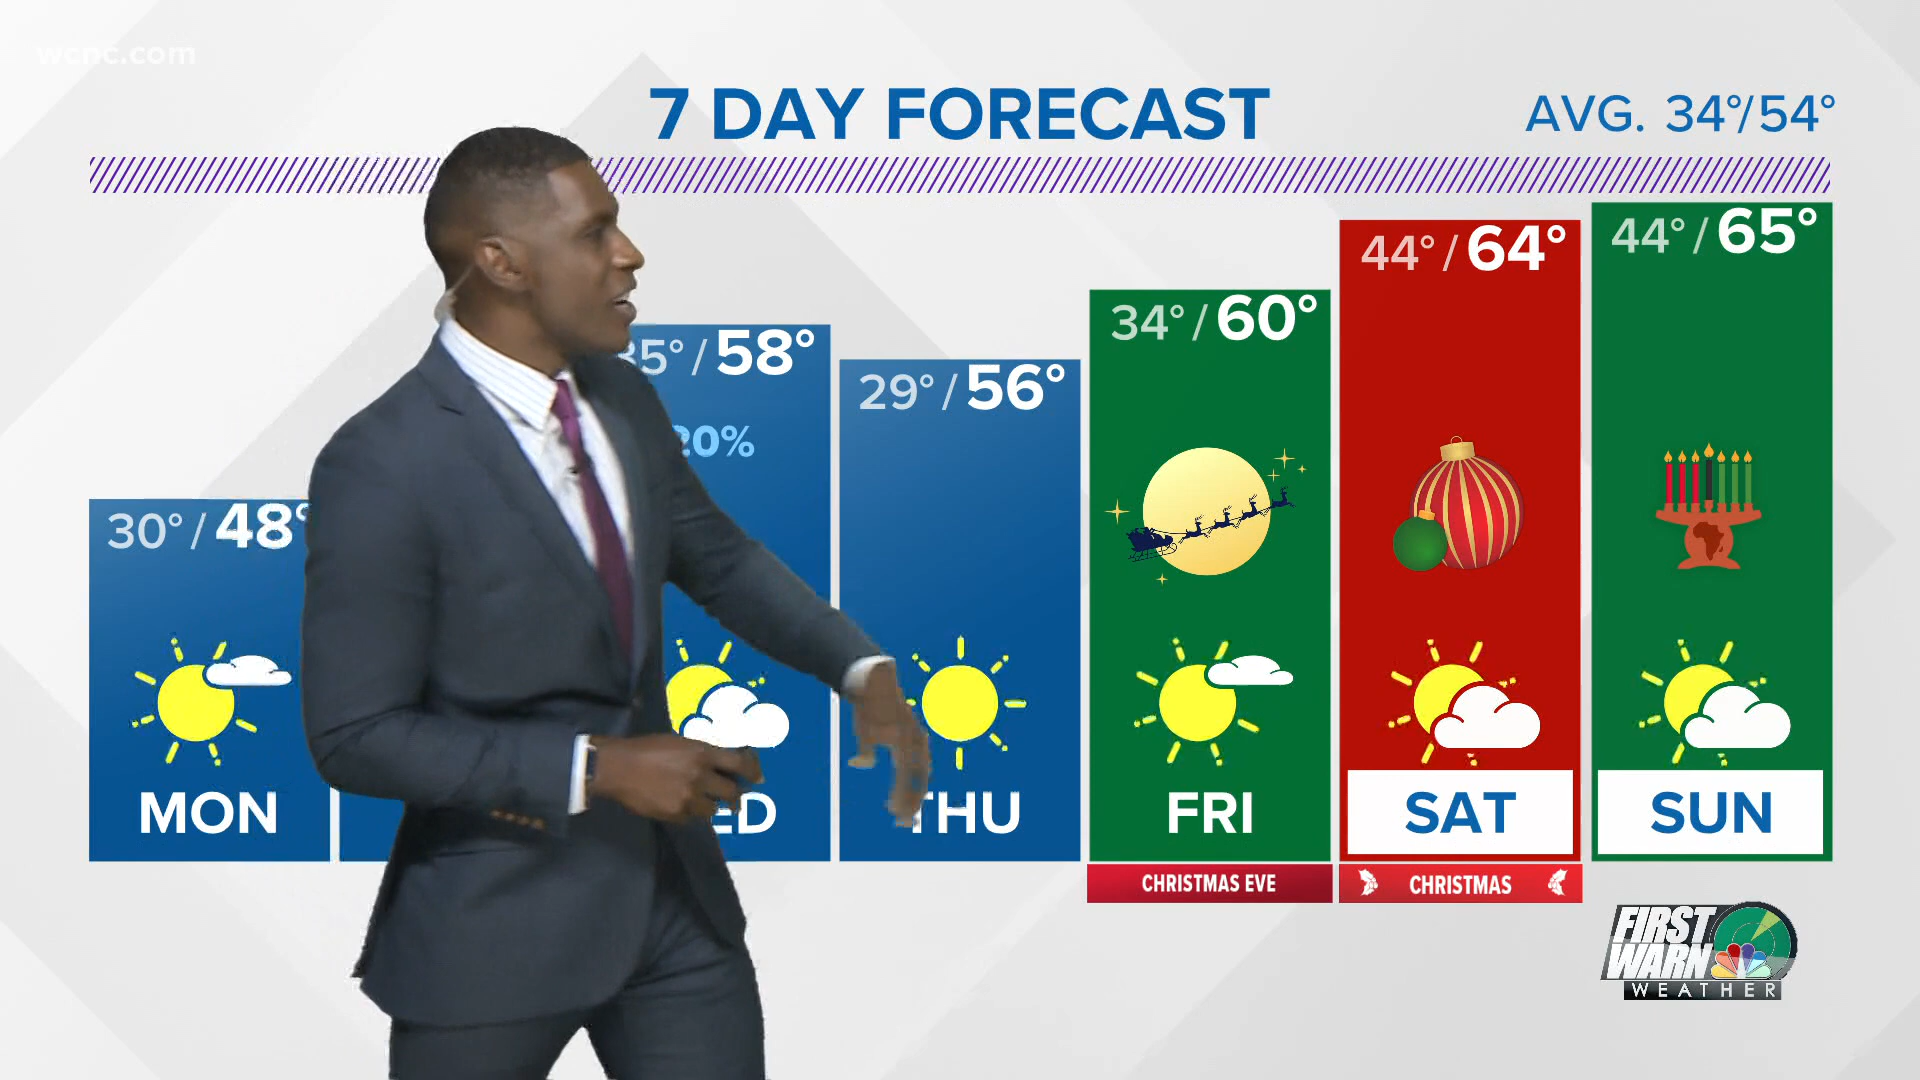 wcnc.com
7 DAY FORECAST
AVG. 34°/54°
30° / 48°
5° / 58°
20%
29° / 56°
34° / 60°
44° / 64°
44° / 65°
MON
ED
THU
FRI
SAT
SUN
CHRISTMAS EVE
CHRISTMAS
FIRST
WARN
WEATHER